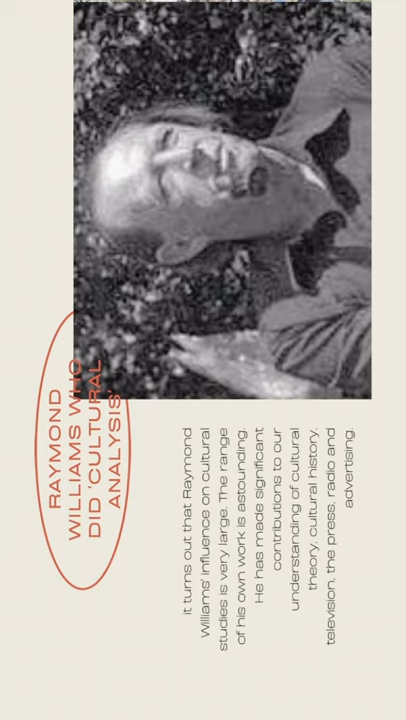 RAYMOND
WILLIAMS WHO
DID 'CULTURAL
ANALYSIS'
it turns out that Raymond
Williams' influence on cultural
studies is very large. The range
of his own work is astounding.
He has made significant
contributions to our
understanding of cultural
theory, cultural history,
television, the press, radio and
advertising.